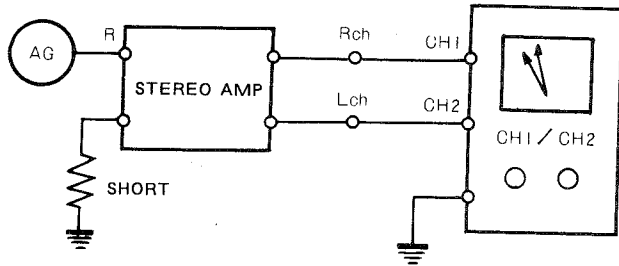 AG
R
STEREO AMP
SHORT
Rch
Lch
CH1
CH2
CH1 / CH2